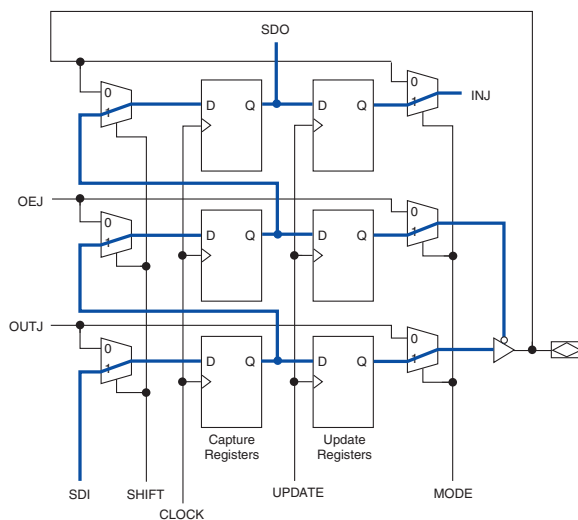 SDO
0
1
D Q
D Q
0
1
INJ
OEJ
0
1
D Q
D Q
0
1
OUTJ
0
1
D Q
D Q
0
1
Capture
Registers
Update
Registers
SDI
SHIFT
CLOCK
UPDATE
MODE